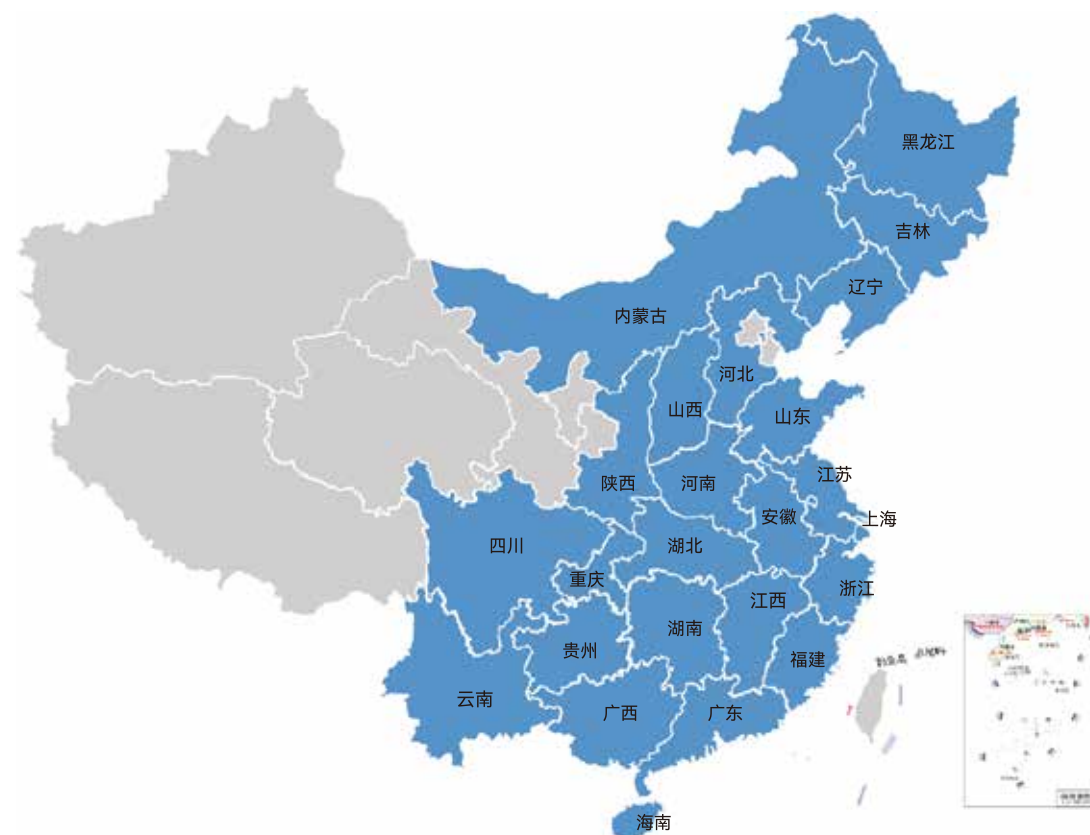 黑龙江
吉林
辽宁
内蒙古
河北
山西
山东
江苏
陕西
河南
安徽
上海
四川
湖北
重庆
浙江
江西
湖南
贵州
福建
云南
广西
广东
海南